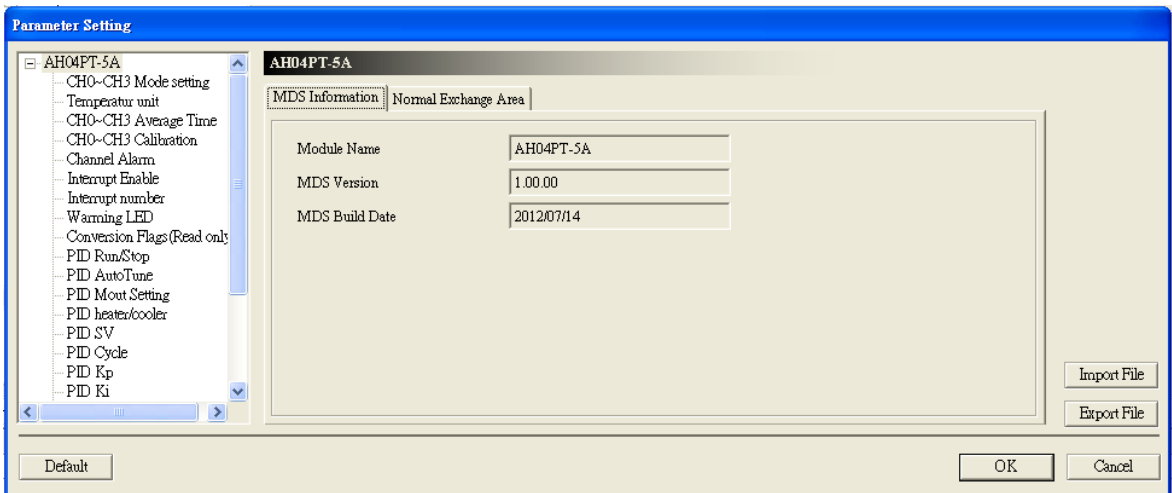 Parameter Setting
AH04PT-5A
CH0~CH3 Mode setting
Temperatur unit
CH0~CH3 Average Time
CH0~CH3 Calibration
Channel Alarm
Interrupt Enable
Interrupt number
Warming LED
Conversion Flags(Read only
PID Run/Stop
PID AutoTune
PID Mout Setting
PID heater/cooler
PID SV
PID Cycle
PID Kp
PID Ki
AH04PT-5A
MDS Information Normal Exchange Area
Module Name AH04PT-5A
MDS Version 1.00.00
MDS Build Date 2012/07/14
Import File
Export File
Default OK Cancel